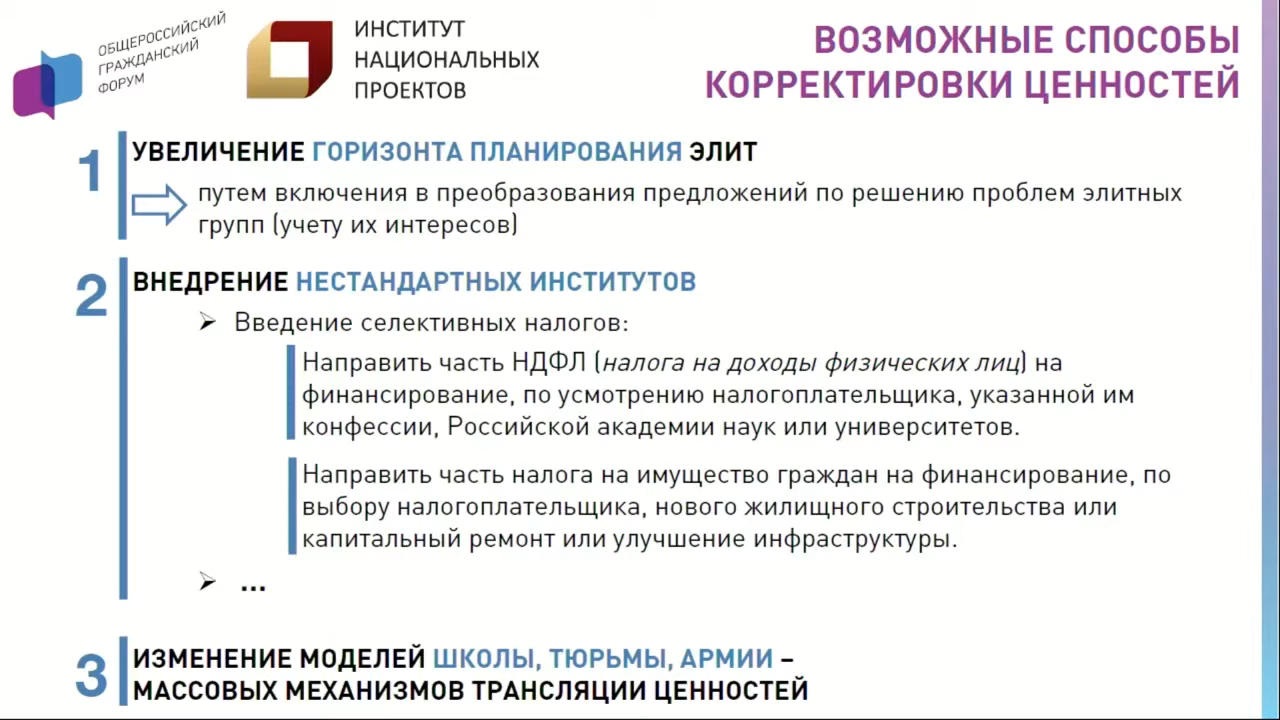 ОБЩЕРОССИЙСКИЙ
ГРАЖДАНСКИЙ
ФОРУМ
ИНСТИТУТ
НАЦИОНАЛЬНЫХ
ПРОЕКТОВ
ВОЗМОЖНЫЕ СПОСОБЫ
КОРРЕКТИРОВКИ ЦЕННОСТЕЙ
1
УВЕЛИЧЕНИЕ ГОРИЗОНТА ПЛАНИРОВАНИЯ ЭЛИТ
путем включения в преобразования предложений по решению проблем элитных
групп (учету их интересов)
2
ВНЕДРЕНИЕ НЕСТАНДАРТНЫХ ИНСТИТУТОВ
Введение селективных налогов:
Направить часть НДФЛ (налога на доходы физических лиц) на
финансирование, по усмотрению налогоплательщика, указанной им
конфессии, Российской академии наук или университетов.
Направить часть налога на имущество граждан на финансирование, по
выбору налогоплательщика, нового жилищного строительства или
капитальный ремонт или улучшение инфраструктуры.
...
3
ИЗМЕНЕНИЕ МОДЕЛЕЙ ШКОЛЫ, ТЮРЬМЫ, АРМИИ –
МАССОВЫХ МЕХАНИЗМОВ ТРАНСЛЯЦИИ ЦЕННОСТЕЙ